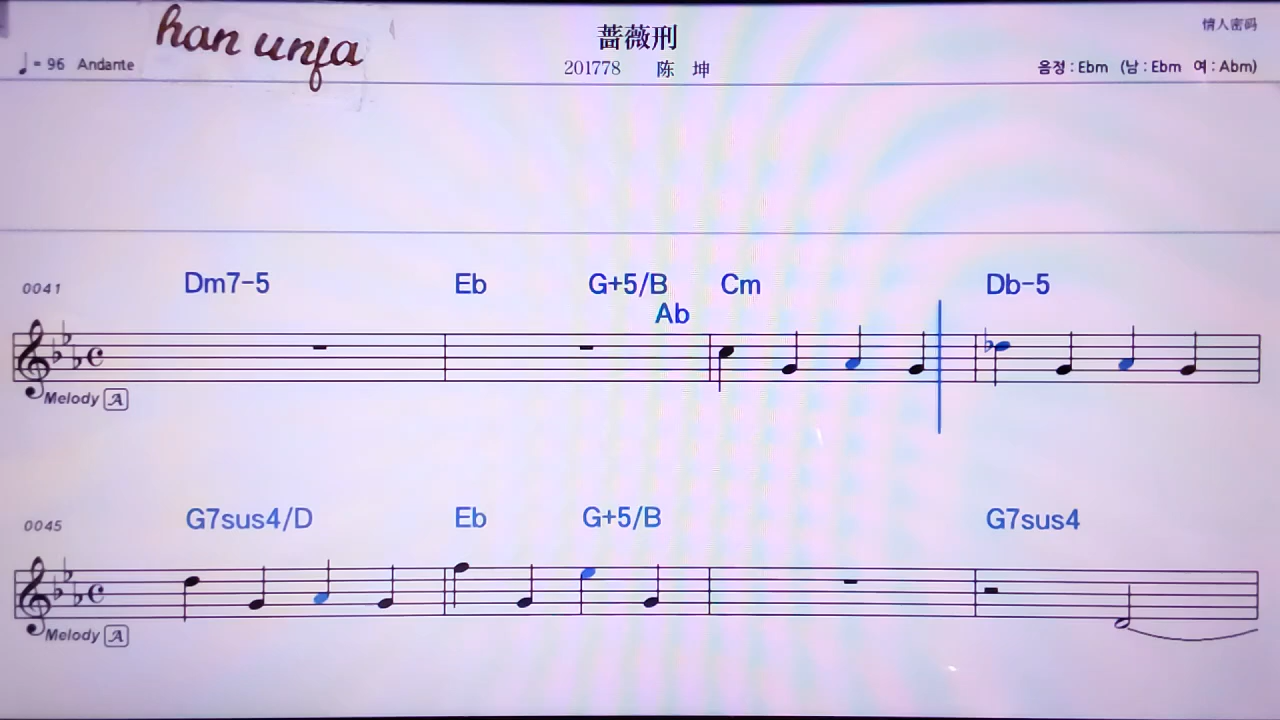 han unfa
蔷薇刑
情人密码
♩= 96 Andante
201778 陈 坤
음정 : Ebm (남 : Ebm 여 : Abm)
0041 Dm7-5 Eb G+5/B Cm Db-5
Ab
Melody A
0045 G7sus4/D Eb G+5/B G7sus4
Melody A